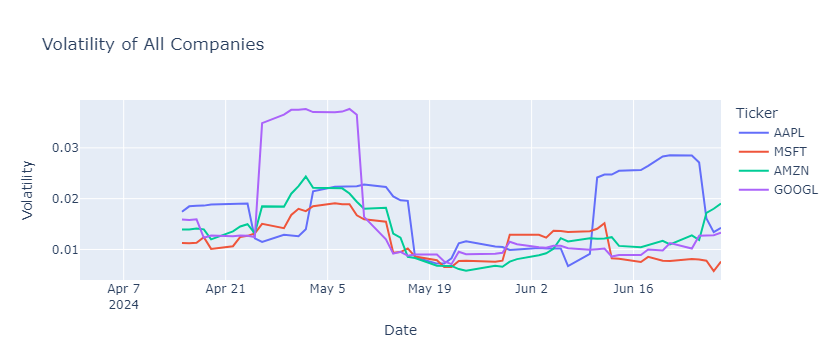 Volatility of All Companies
Ticker
AAPL
MSFT
AMZN
GOOGL
Volatility
0.03
0.02
0.01
Apr 7
2024
Apr 21
May 5
May 19
Jun 2
Jun 16
Date